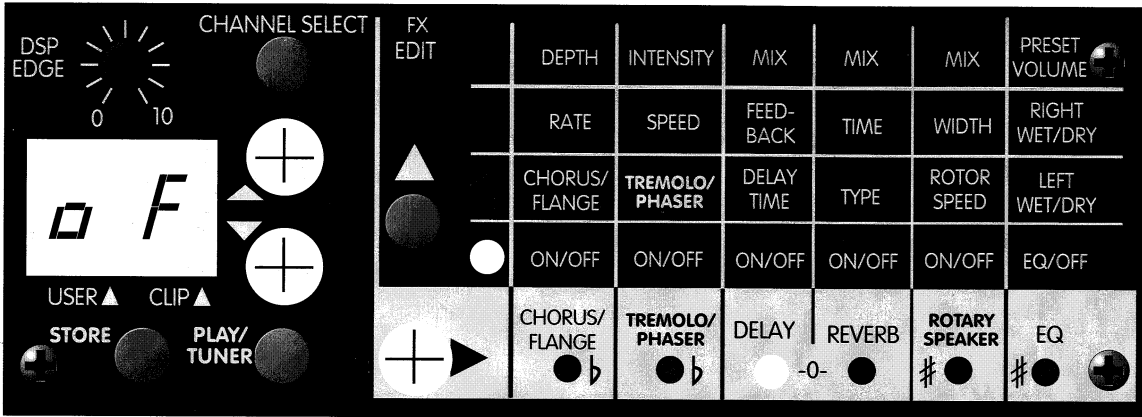 DSP
EDGE
0 10
CHANNEL SELECT
o F
USER CLIP
STORE
PLAY/
TUNER
FX
EDIT
DEPTH INTENSITY MIX MIX MIX PRESET
VOLUME
RATE SPEED FEED-
BACK TIME WIDTH RIGHT
WET/DRY
CHORUS/
FLANGE TREMOLO/
PHASER DELAY
TIME TYPE ROTOR
SPEED LEFT
WET/DRY
ON/OFF ON/OFF ON/OFF ON/OFF ON/OFF EQ/OFF
CHORUS/
FLANGE
♭
TREMOLO/
PHASER
♭
DELAY REVERB
-0-
ROTARY
SPEAKER
♯
EQ
♯